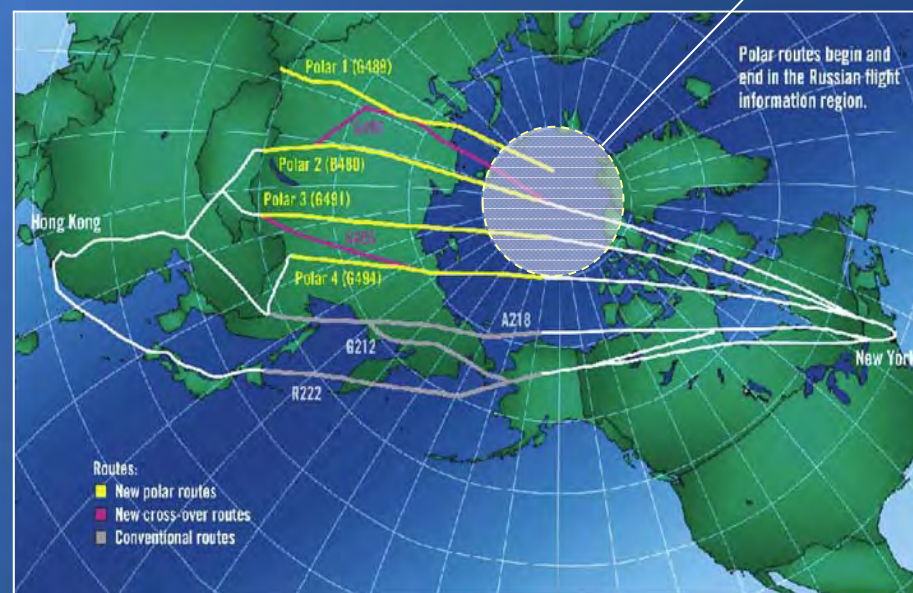 Polar routes begin and
end in the Russian flight
information region.
Polar 1 (G489)
Polar 2 (B480)
Polar 3 (G491)
Hong Kong
Polar 4 (G494)
A218
G212
New York
R222
Routes:
New polar routes
New cross-over routes
Conventional routes